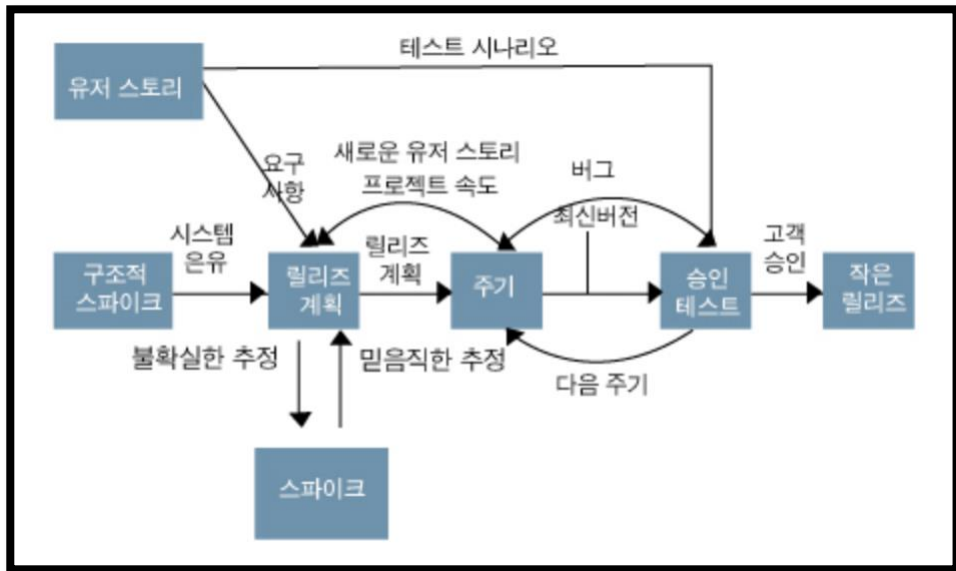 테스트 시나리오
유저 스토리
요구
사항
새로운 유저 스토리
프로젝트 속도
버그
최신버전
시스템
은유
릴리즈
계획
고객
승인
구조적
스파이크
릴리즈
계획
주기
승인
테스트
작은
릴리즈
불확실한 추정
믿음직한 추정
다음 주기
스파이크